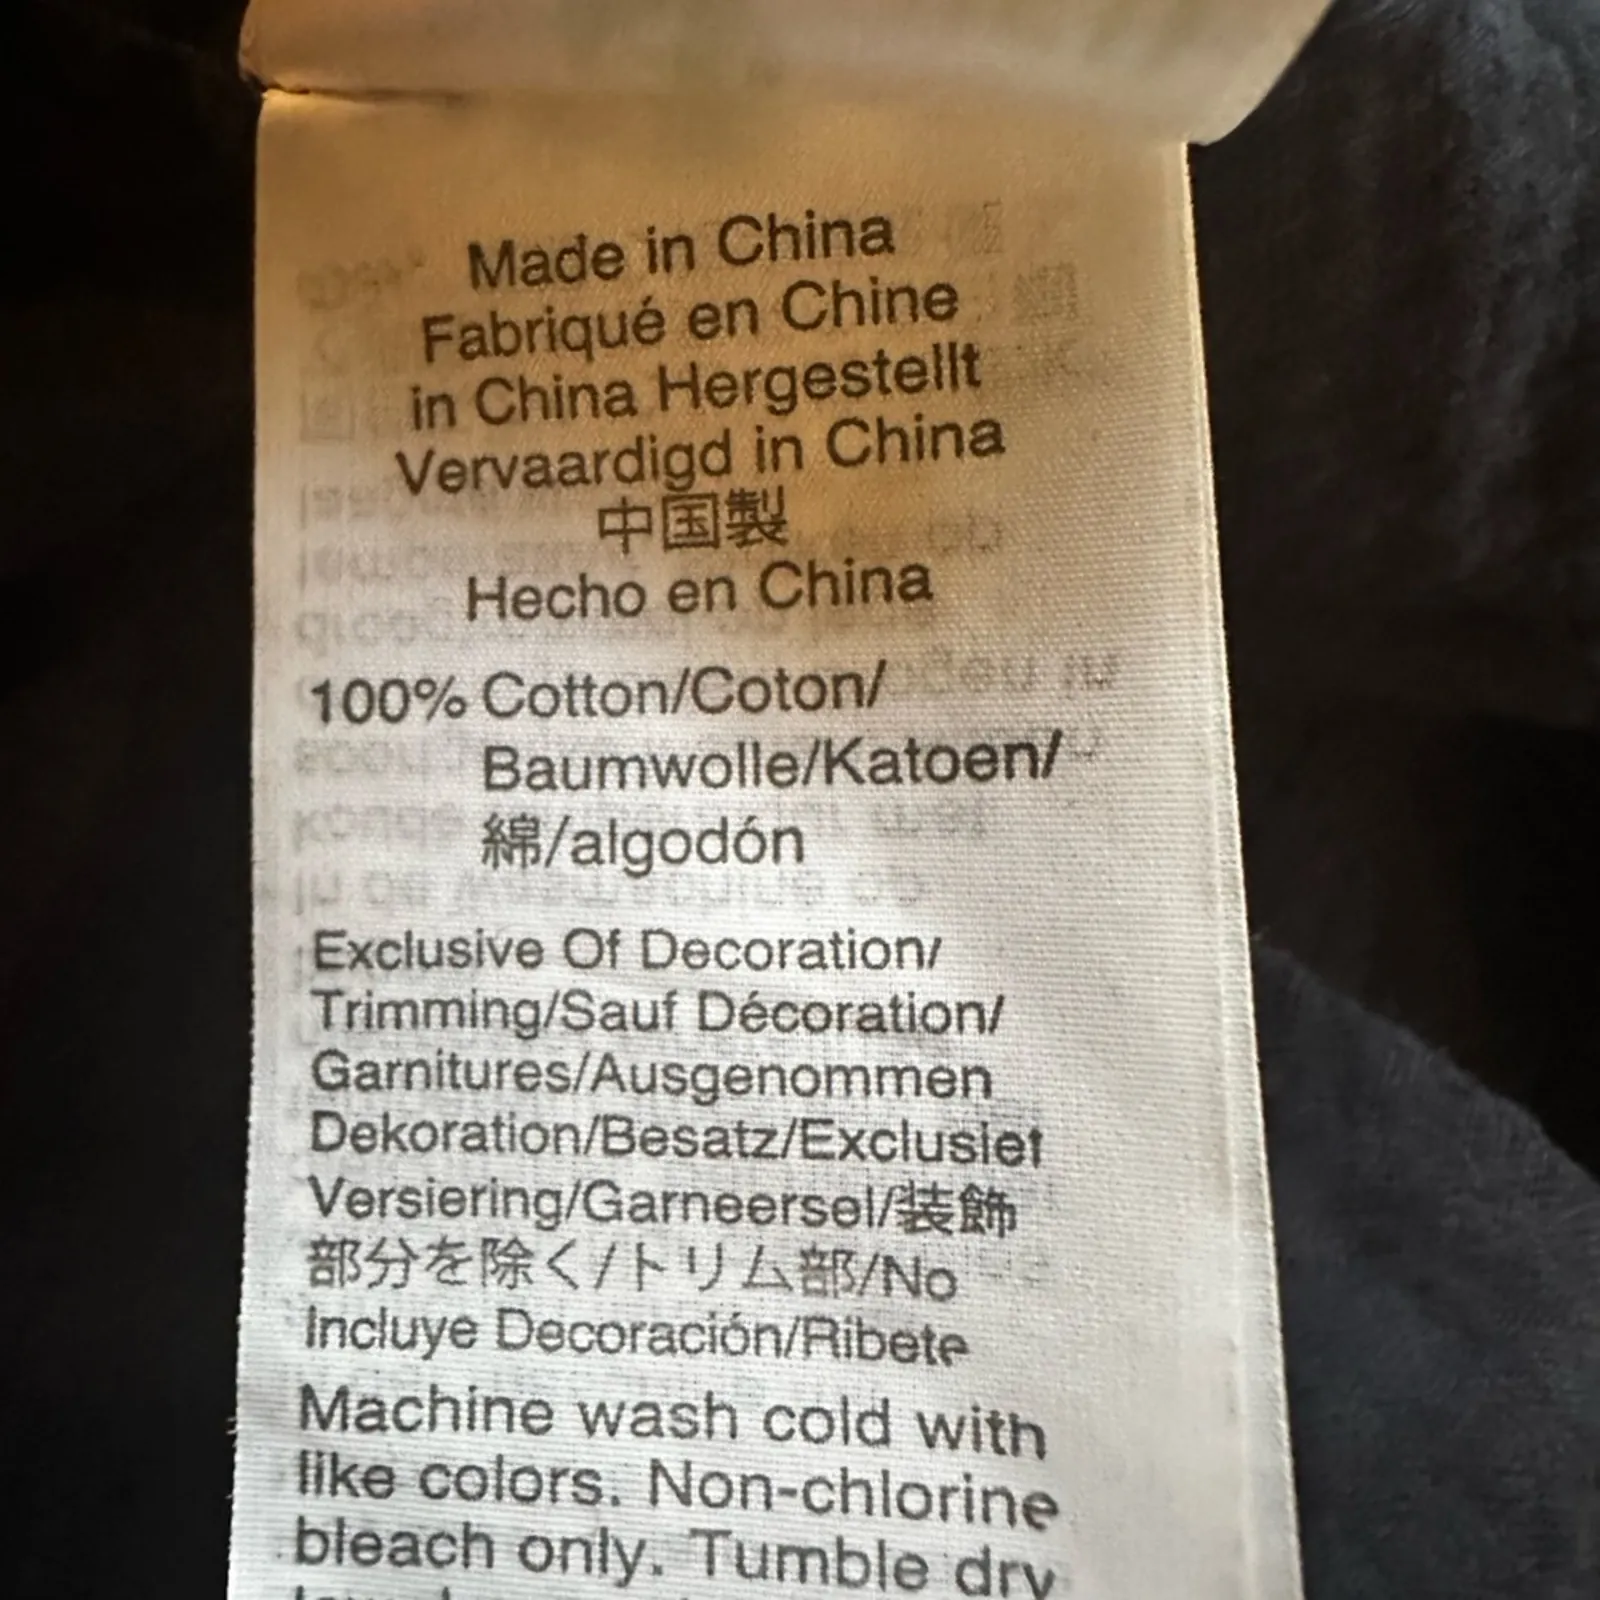 Made in China
Fabriqué en Chine
in China Hergestellt
Vervaardigd in China
中国製
Hecho en China
100% Cotton/Coton/
Baumwolle/Katoen/
綿/algodón
Exclusive Of Decoration/
Trimming/Sauf Décoration/
Garnitures/Ausgenommen
Dekoration/Besatz/Exclusief
Versiering/Garneersel/装飾
部分を除く/トリム部/No
Incluye Decoración/Ribete
Machine wash cold with
like colors. Non-chlorine
bleach only. Tumble dry